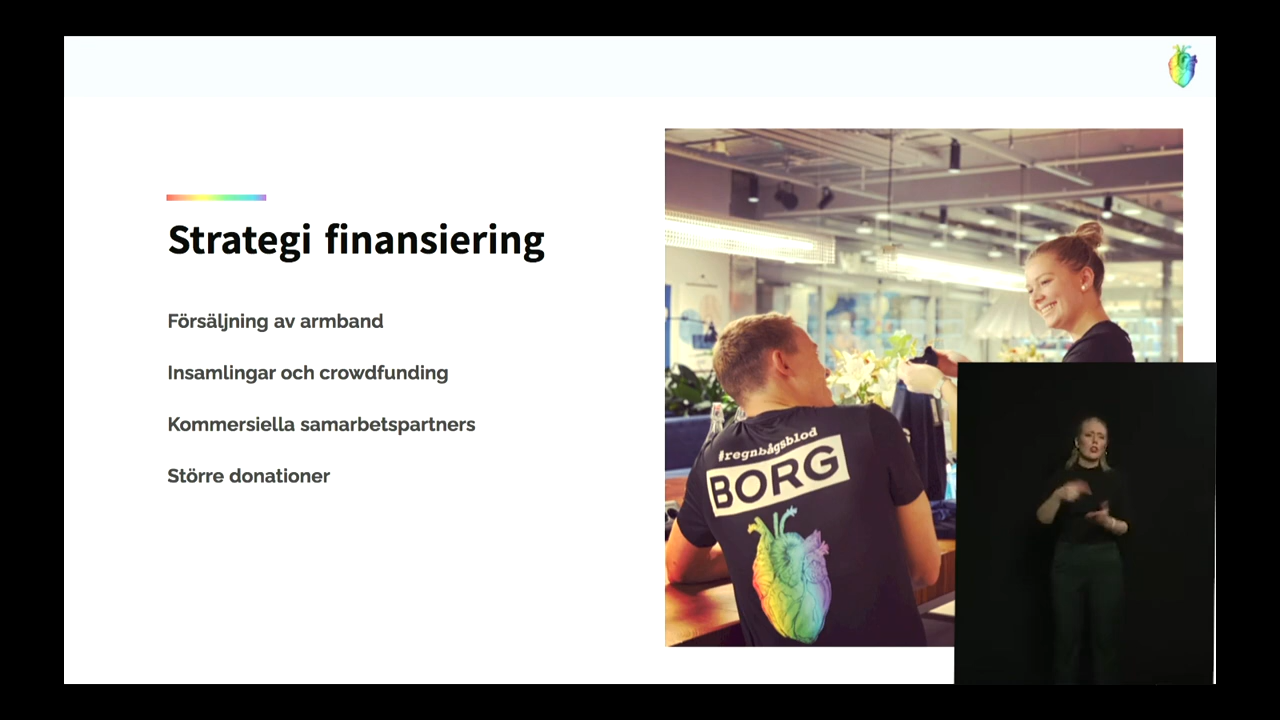 Strategi finansiering
Försäljning av armband
Insamlingar och crowdfunding
Kommersiella samarbetspartners
Större donationer
#regnbågsblod
BORG